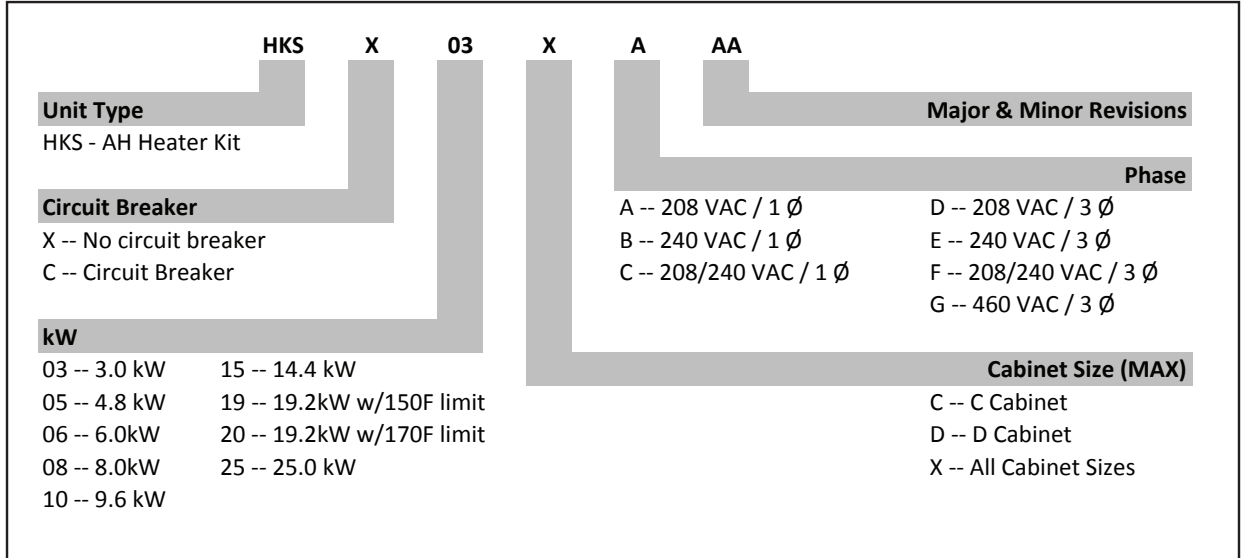 HKS X 03 X A AA
Unit Type
HKS - AH Heater Kit
Circuit Breaker
X -- No circuit breaker
C -- Circuit Breaker
kW
03 -- 3.0 kW 15 -- 14.4 kW
05 -- 4.8 kW 19 -- 19.2kW w/150F limit
06 -- 6.0kW 20 -- 19.2kW w/170F limit
08 -- 8.0kW 25 -- 25.0 kW
10 -- 9.6 kW
Major & Minor Revisions
Phase
A -- 208 VAC / 1 Ø D -- 208 VAC / 3 Ø
B -- 240 VAC / 1 Ø E -- 240 VAC / 3 Ø
C -- 208/240 VAC / 1 Ø F -- 208/240 VAC / 3 Ø
G -- 460 VAC / 3 Ø
Cabinet Size (MAX)
C -- C Cabinet
D -- D Cabinet
X -- All Cabinet Sizes